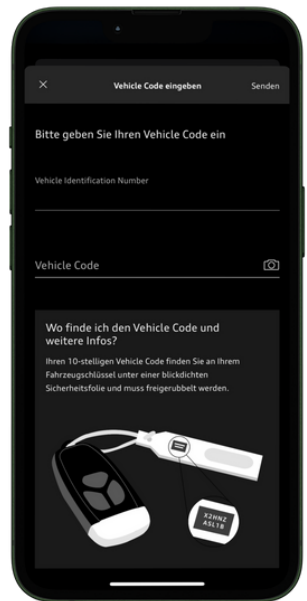 Vehicle Code eingeben
Senden
Bitte geben Sie Ihren Vehicle Code ein
Vehicle Identification Number
Vehicle Code
Wo finde ich den Vehicle Code und
weitere Infos?
Ihren 10-stelligen Vehicle Code finden Sie an Ihrem
Fahrzeugschlüssel unter einer blickdichten
Sicherheitsfolie und muss freigerubbelt werden.
X2HNZ
ASL1B